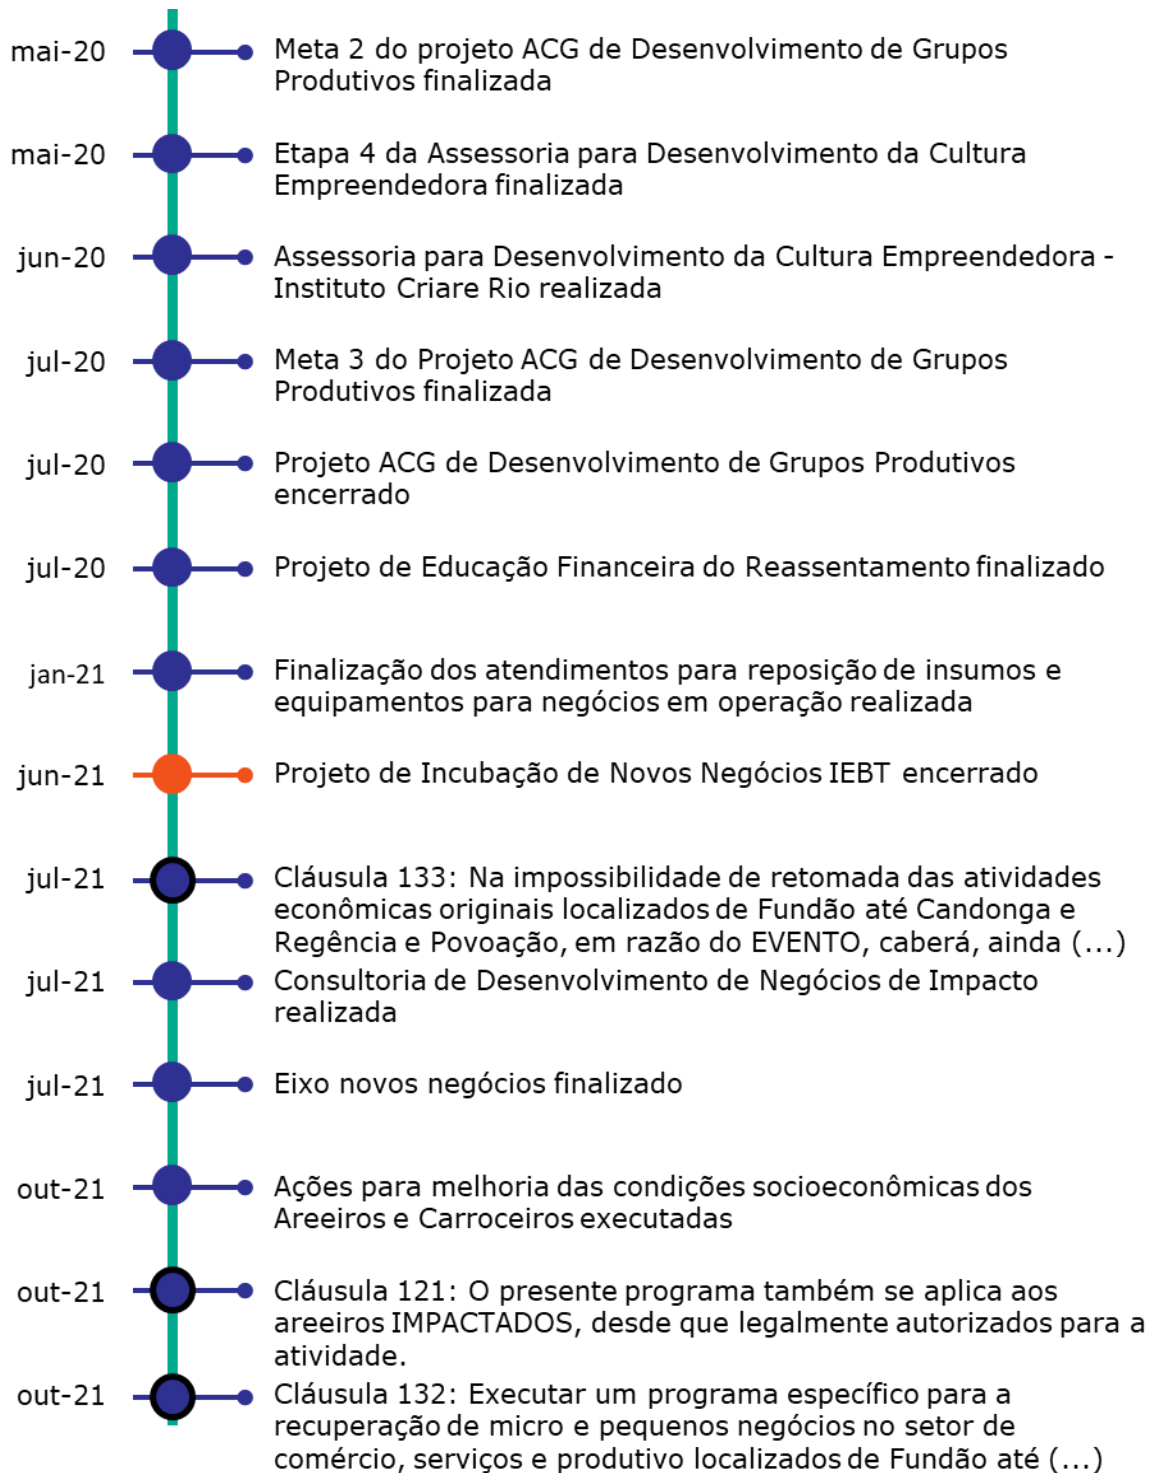 mai-20 Meta 2 do projeto ACG de Desenvolvimento de Grupos
Produtivos finalizada
mai-20 Etapa 4 da Assessoria para Desenvolvimento da Cultura
Empreendedora finalizada
jun-20 Assessoria para Desenvolvimento da Cultura Empreendedora -
Instituto Criare Rio realizada
jul-20 Meta 3 do Projeto ACG de Desenvolvimento de Grupos
Produtivos finalizada
jul-20 Projeto ACG de Desenvolvimento de Grupos Produtivos
encerrado
jul-20 Projeto de Educação Financeira do Reassentamento finalizado
jan-21 Finalização dos atendimentos para reposição de insumos e
equipamentos para negócios em operação realizada
jun-21 Projeto de Incubação de Novos Negócios IEBT encerrado
jul-21 Cláusula 133: Na impossibilidade de retomada das atividades
econômicas originais localizados de Fundão até Candonga e
Regência e Povoação, em razão do EVENTO, caberá, ainda (...)
jul-21 Consultoria de Desenvolvimento de Negócios de Impacto
realizada
jul-21 Eixo novos negócios finalizado
out-21 Ações para melhoria das condições socioeconômicas dos
Areeiros e Carroceiros executadas
out-21 Cláusula 121: O presente programa também se aplica aos
areeiros IMPACTADOS, desde que legalmente autorizados para a
atividade.
out-21 Cláusula 132: Executar um programa específico para a
recuperação de micro e pequenos negócios no setor de
comércio, serviços e produtivo localizados de Fundão até (...)